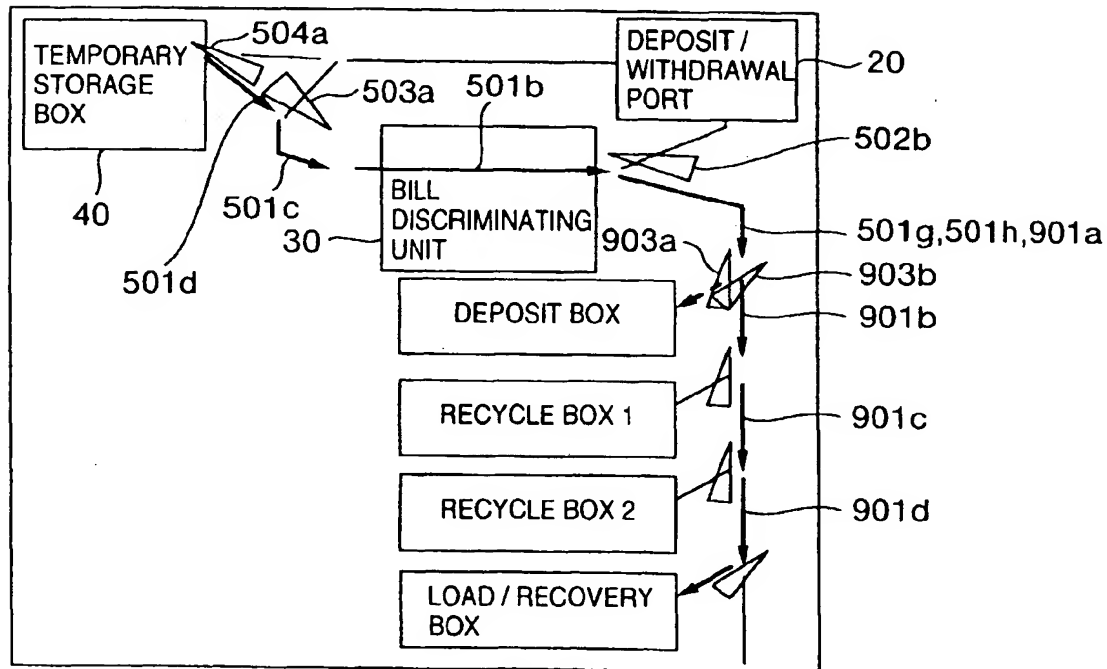 504a
TEMPORARY
STORAGE
BOX
DEPOSIT /
WITHDRAWAL
PORT
20
503a
501b
502b
501c
40
30
BILL
DISCRIMINATING
UNIT
501d
903a
501g,501h,901a
903b
DEPOSIT BOX
901b
RECYCLE BOX 1
901c
RECYCLE BOX 2
901d
LOAD / RECOVERY
BOX